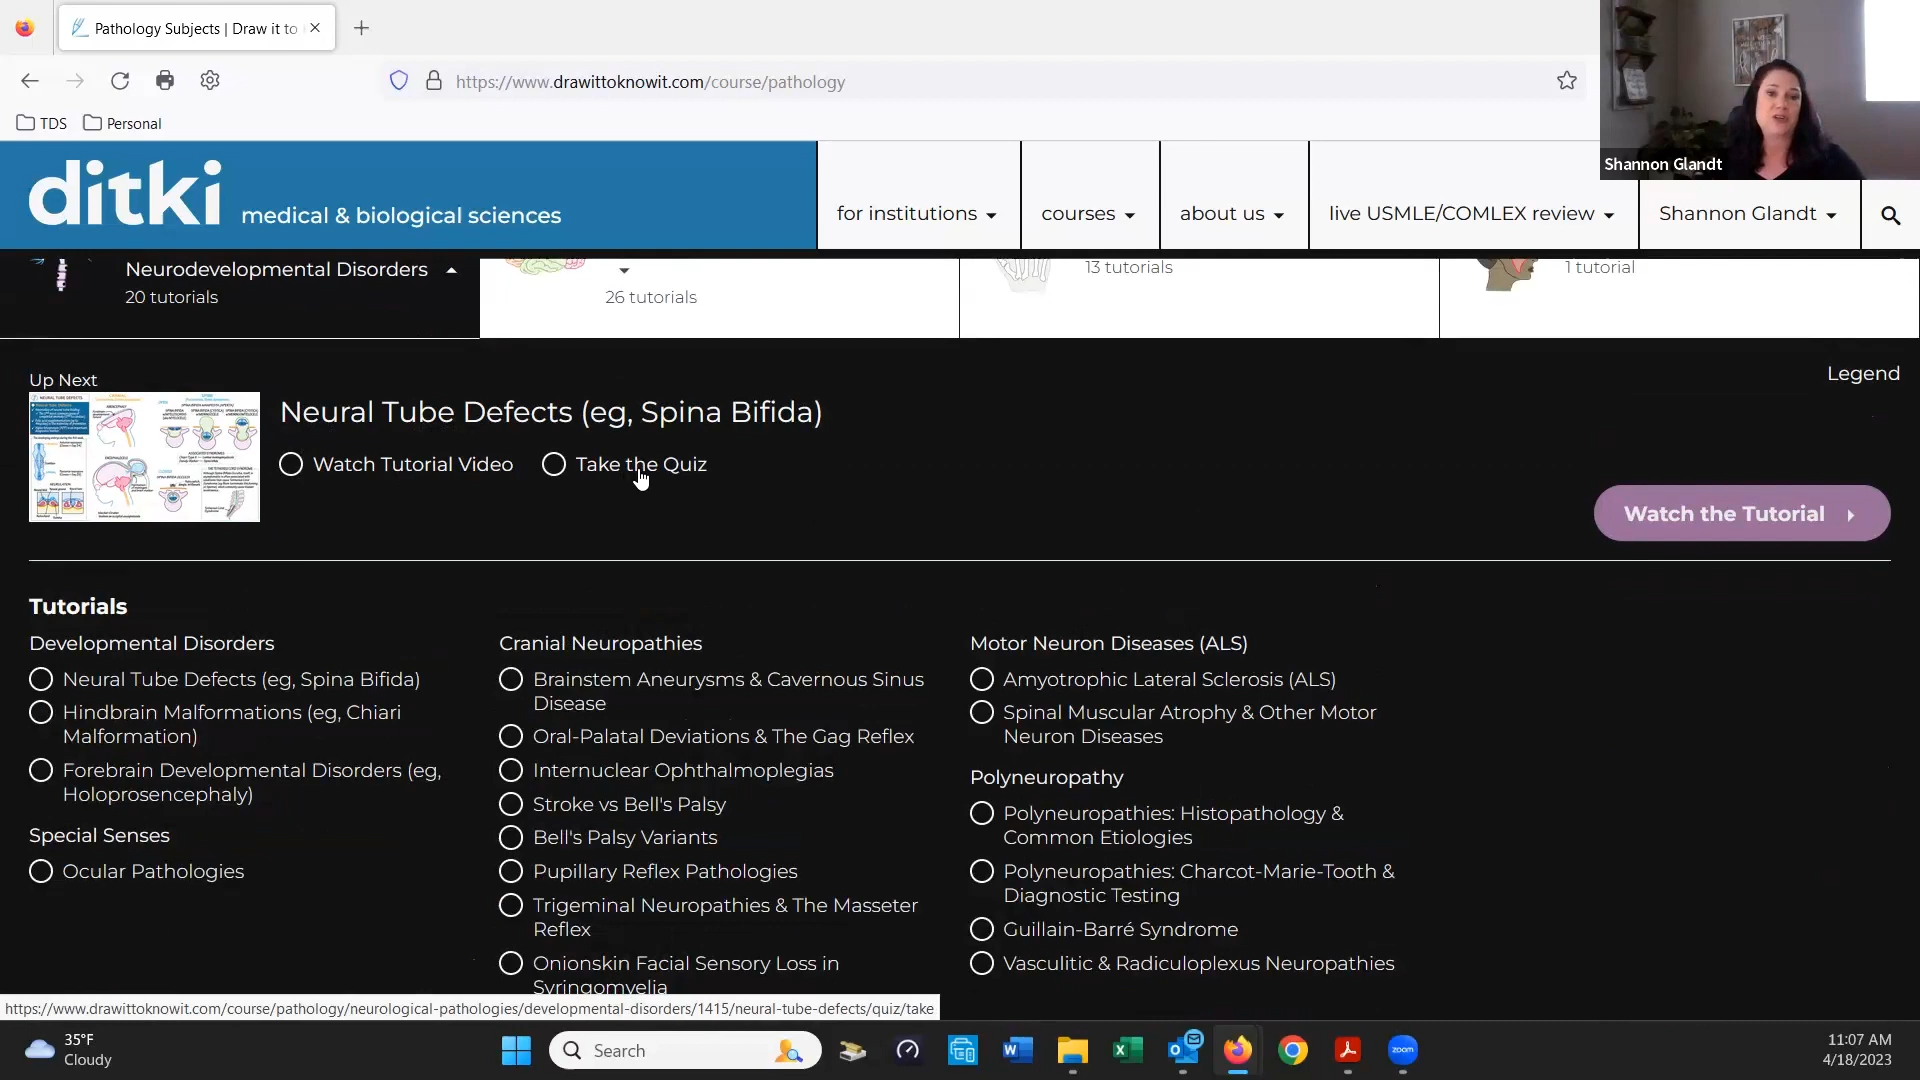 Pathology Subjects | Draw it to
https://www.drawittoknowit.com/course/pathology
TDS
Personal
Shannon Glandt
ditki medical & biological sciences
for institutions
courses
about us
live USMLE/COMLEX review
Shannon Glandt
Neurodevelopmental Disorders
20 tutorials
26 tutorials
13 tutorials
1 tutorial
Up Next
Legend
NEURAL TUBE DEFECTS
Neural Tube Defects (eg, Spina Bifida)
Watch Tutorial Video
Take the Quiz
Watch the Tutorial
Tutorials
Developmental Disorders
Neural Tube Defects (eg, Spina Bifida)
Hindbrain Malformations (eg, Chiari
Malformation)
Forebrain Developmental Disorders (eg,
Holoprosencephaly)
Special Senses
Ocular Pathologies
Cranial Neuropathies
Brainstem Aneurysms & Cavernous Sinus
Disease
Oral-Palatal Deviations & The Gag Reflex
Internuclear Ophthalmoplegias
Stroke vs Bell's Palsy
Bell's Palsy Variants
Pupillary Reflex Pathologies
Trigeminal Neuropathies & The Masseter
Reflex
Onionskin Facial Sensory Loss in
Syringomyelia
Motor Neuron Diseases (ALS)
Amyotrophic Lateral Sclerosis (ALS)
Spinal Muscular Atrophy & Other Motor
Neuron Diseases
Polyneuropathy
Polyneuropathies: Histopathology &
Common Etiologies
Polyneuropathies: Charcot-Marie-Tooth &
Diagnostic Testing
Guillain-Barré Syndrome
Vasculitic & Radiculoplexus Neuropathies
https://www.drawittoknowit.com/course/pathology/neurological-pathologies/developmental-disorders/1415/neural-tube-defects/quiz/take
35°F
Cloudy
Search
zoom
11:07 AM
4/18/2023